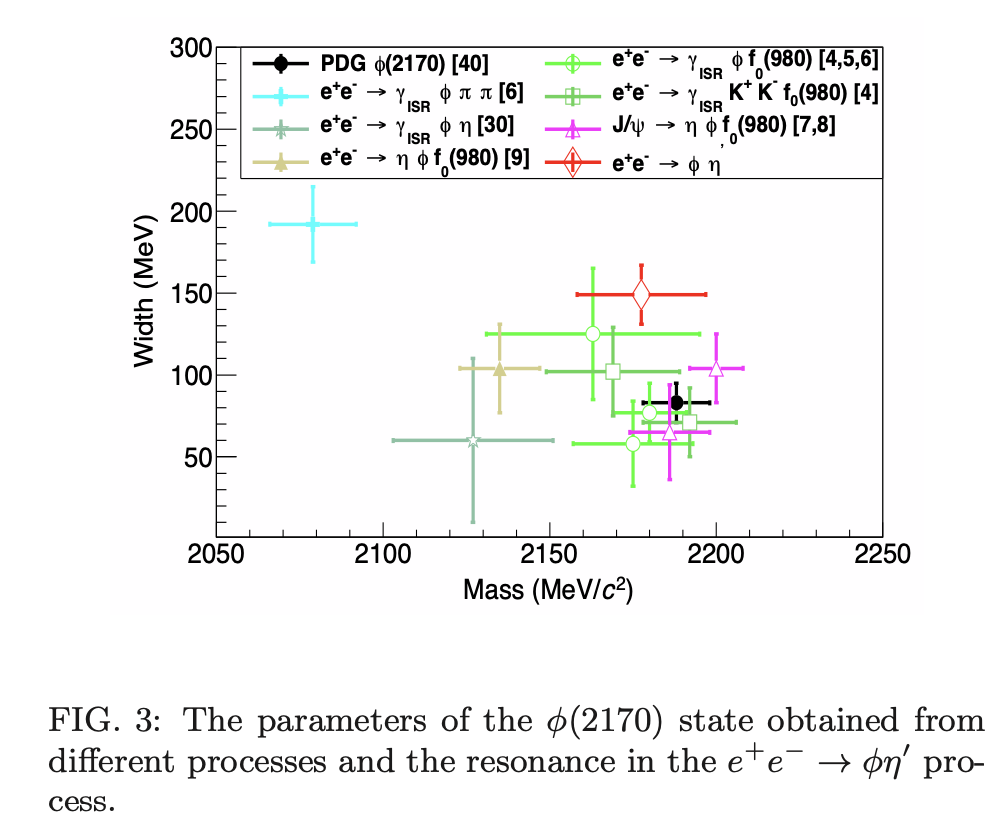 300
PDG ϕ(2170) [40]
e⁺e⁻ → γ_ISR ϕ π π [6]
e⁺e⁻ → γ_ISR ϕ η [30]
e⁺e⁻ → η ϕ f₀(980) [9]
e⁺e⁻ → γ_ISR ϕ f₀(980) [4,5,6]
e⁺e⁻ → γ_ISR K⁺ K⁻ f₀(980) [4]
J/ψ → η ϕ f₀(980) [7,8]
e⁺e⁻ → ϕ η′
250
200
150
100
50
Width (MeV)
2050 2100 2150 2200 2250
Mass (MeV/c²)
FIG. 3: The parameters of the ϕ(2170) state obtained from
different processes and the resonance in the e⁺e⁻ → ϕη′ pro-
cess.